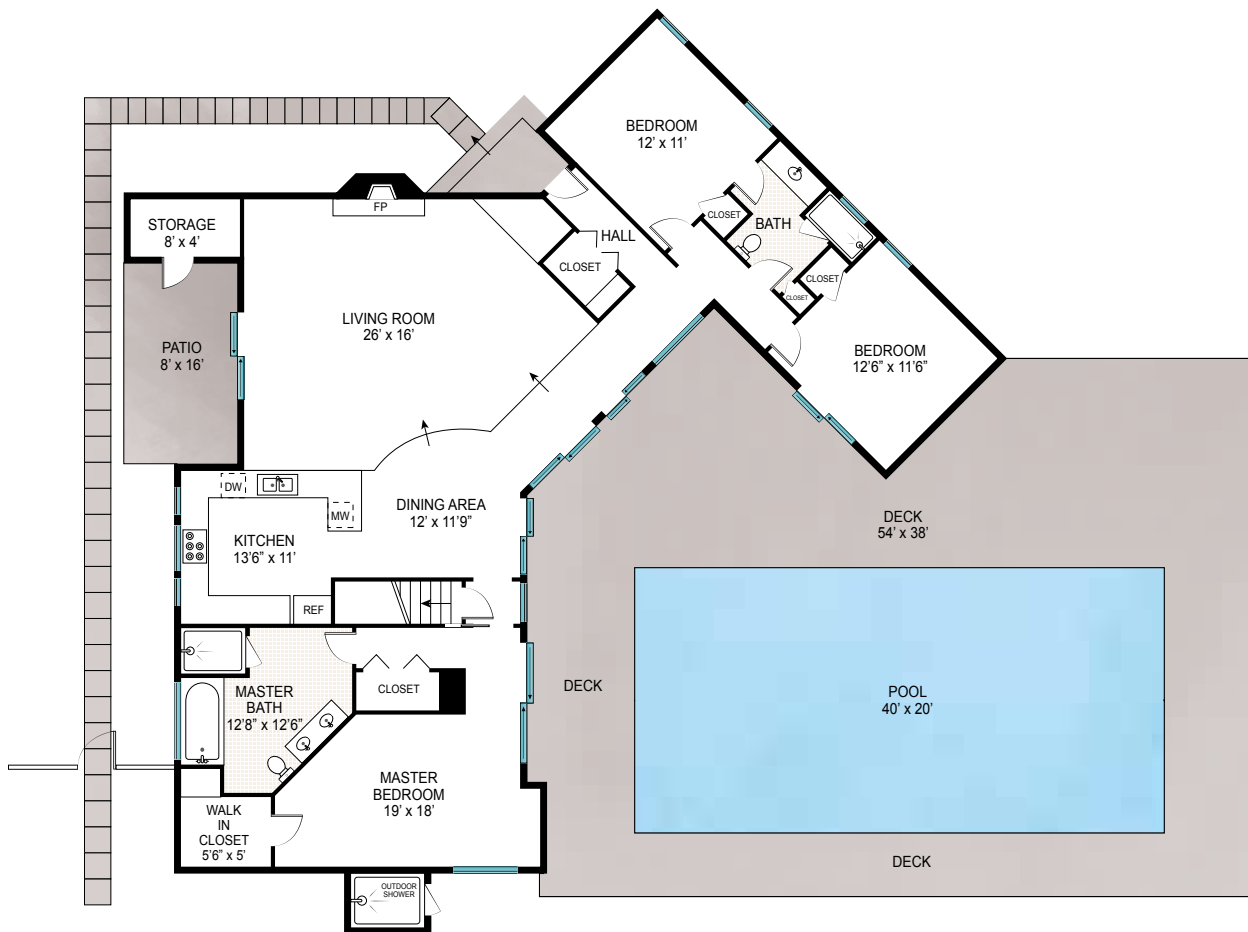 BEDROOM
12' x 11'
FP
STORAGE
8' x 4'
CLOSET
BATH
HALL
CLOSET
CLOSET
CLOSET
LIVING ROOM
26' x 16'
PATIO
8' x 16'
BEDROOM
12'6" x 11'6"
DW
MW
DINING AREA
12' x 11'9"
KITCHEN
13'6" x 11'
DECK
54' x 38'
REF
CLOSET
DECK
MASTER
BATH
12'8" x 12'6"
POOL
40' x 20'
MASTER
BEDROOM
19' x 18'
WALK
IN
CLOSET
5'6" x 5'
DECK
OUTDOOR
SHOWER